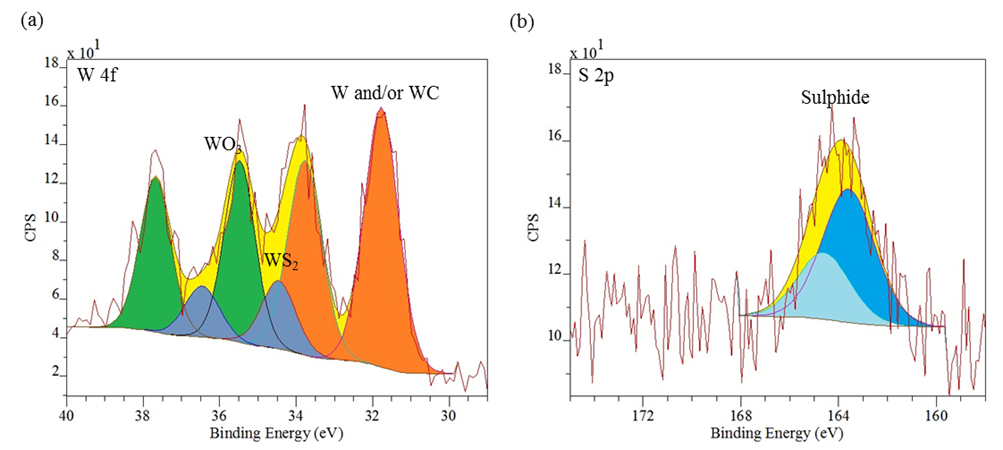 (a)
x 10¹
W 4f
18
16
14
12
10
8
6
4
2
CPS
WO₃
WS₂
W and/or WC
40 38 36 34 32 30
Binding Energy (eV)
(b)
x 10¹
S 2p
18
16
14
12
10
CPS
Sulphide
172 168 164 160
Binding Energy (eV)